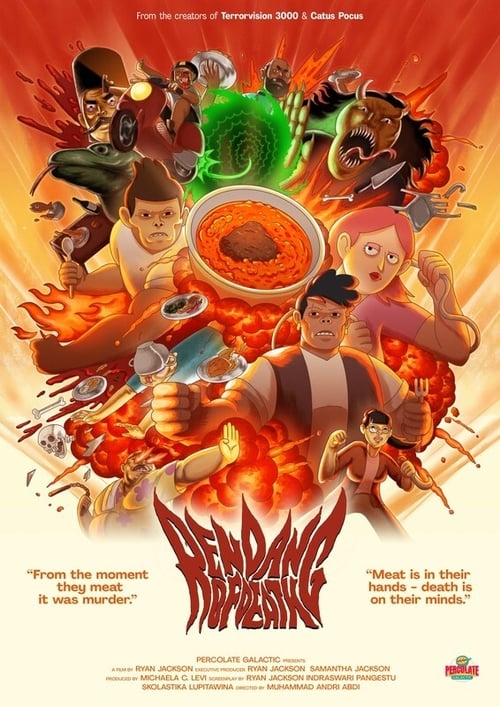 From the creators of Terrorvision 3000 & Catus Pocus
RENDANG
OF DEATH
“From the moment
they meat
it was murder.”
“Meat is in their
hands - death is
on their minds.”
PERCOLATE GALACTIC PRESENTS
A FILM BY RYAN JACKSON EXECUTIVE PRODUCER RYAN JACKSON SAMANTHA JACKSON
PRODUCED BY MICHAELA C. LEVI SCREENPLAY BY RYAN JACKSON INDRASWARI PANGESTU
SKOLASTIKA LUPITAWINA DIRECTED BY MUHAMMAD ANDRI ABDI
PERCOLATE
GALACTIC